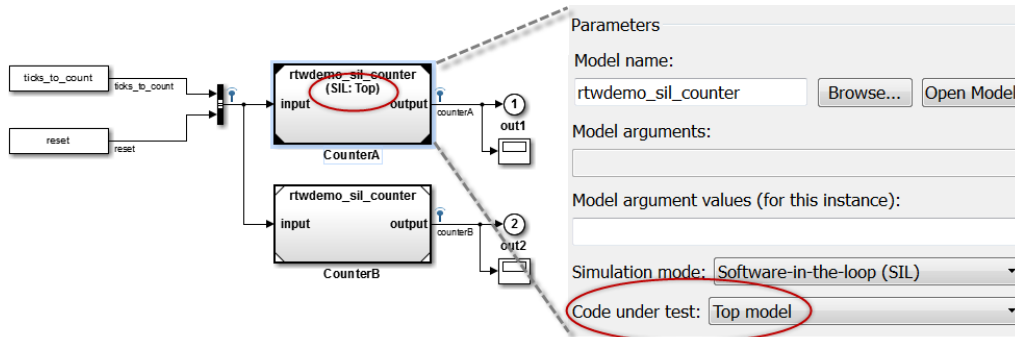 ticks_to_count
ticks_to_count
reset
reset
rtwdemo_sil_counter
(SIL: Top)
input
output
counterA
CounterA
1
out1
rtwdemo_sil_counter
input
output
counterB
CounterB
2
out2
Parameters
Model name:
rtwdemo_sil_counter
Browse...
Open Model
Model arguments:
Model argument values (for this instance):
Simulation mode: Software-in-the-loop (SIL)
Code under test: Top model